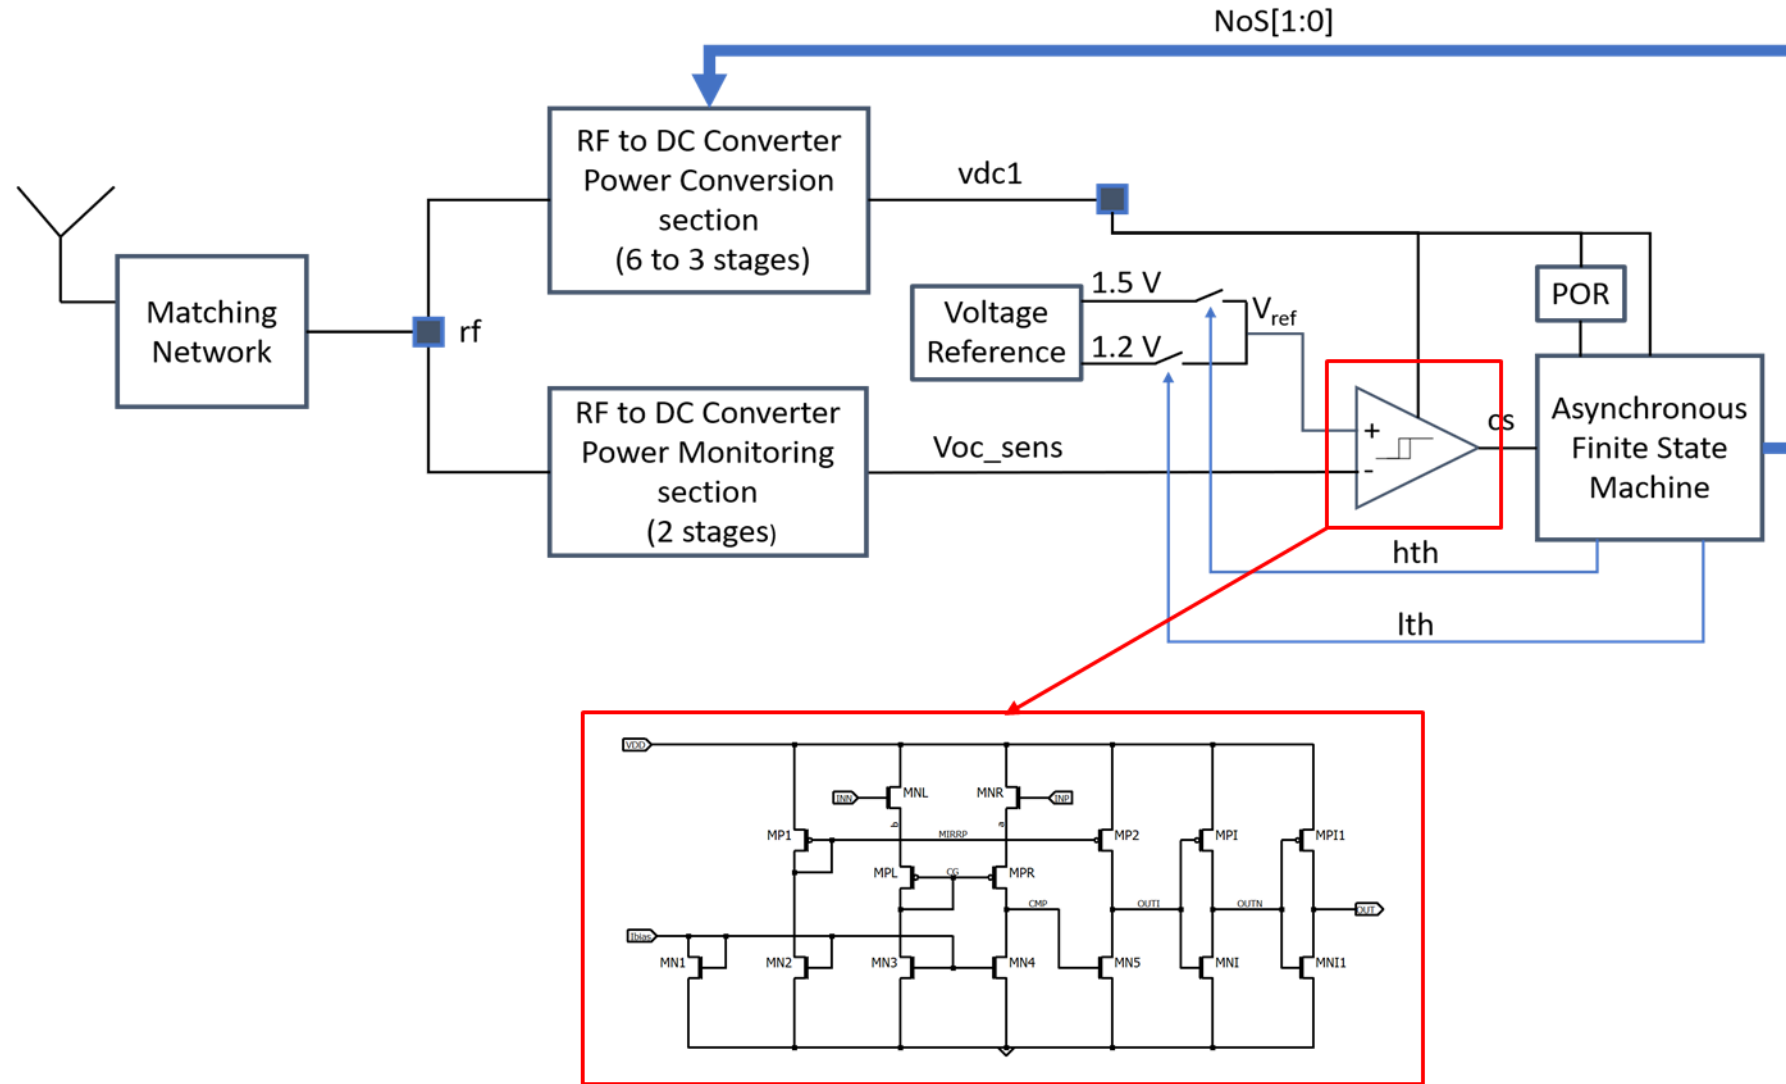 NoS[1:0]
RF to DC Converter
Power Conversion
section
(6 to 3 stages)
vdc1
Matching
Network
rf
Voltage
Reference
1.5 V
1.2 V
Vref
POR
RF to DC Converter
Power Monitoring
section
(2 stages)
Voc_sens
+
-
cs
Asynchronous
Finite State
Machine
hth
lth
VDD
INN
MNL
MNR
INP
b
a
MP1
MIRRP
MP2
MPI
MPI1
MPL
CG
MPR
CMP
OUTI
OUTN
OUT
Ibias
MN1
MN2
MN3
MN4
MN5
MNI
MNI1